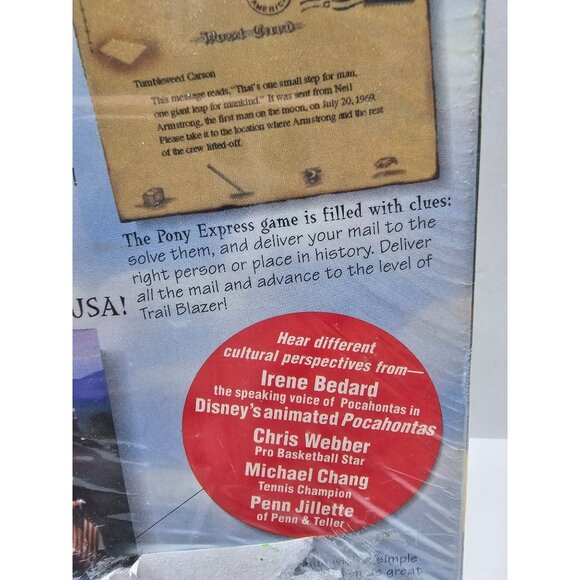 AMERICA
Post Card
Tumbleweed Carson
This message reads, "That's one small step for man,
one giant leap for mankind." It was sent from Neil
Armstrong, the first man on the moon, on July 20, 1969.
Please take it to the location where Armstrong and the rest
of the crew lifted-off.
!
The Pony Express game is filled with clues:
solve them, and deliver your mail to the
right person or place in history. Deliver
all the mail and advance to the level of
Trail Blazer!
USA!
Hear different
cultural perspectives from—
Irene Bedard
the speaking voice of Pocahontas in
Disney's animated Pocahontas
Chris Webber
Pro Basketball Star
Michael Chang
Tennis Champion
Penn Jillette
of Penn & Teller
simple
as great